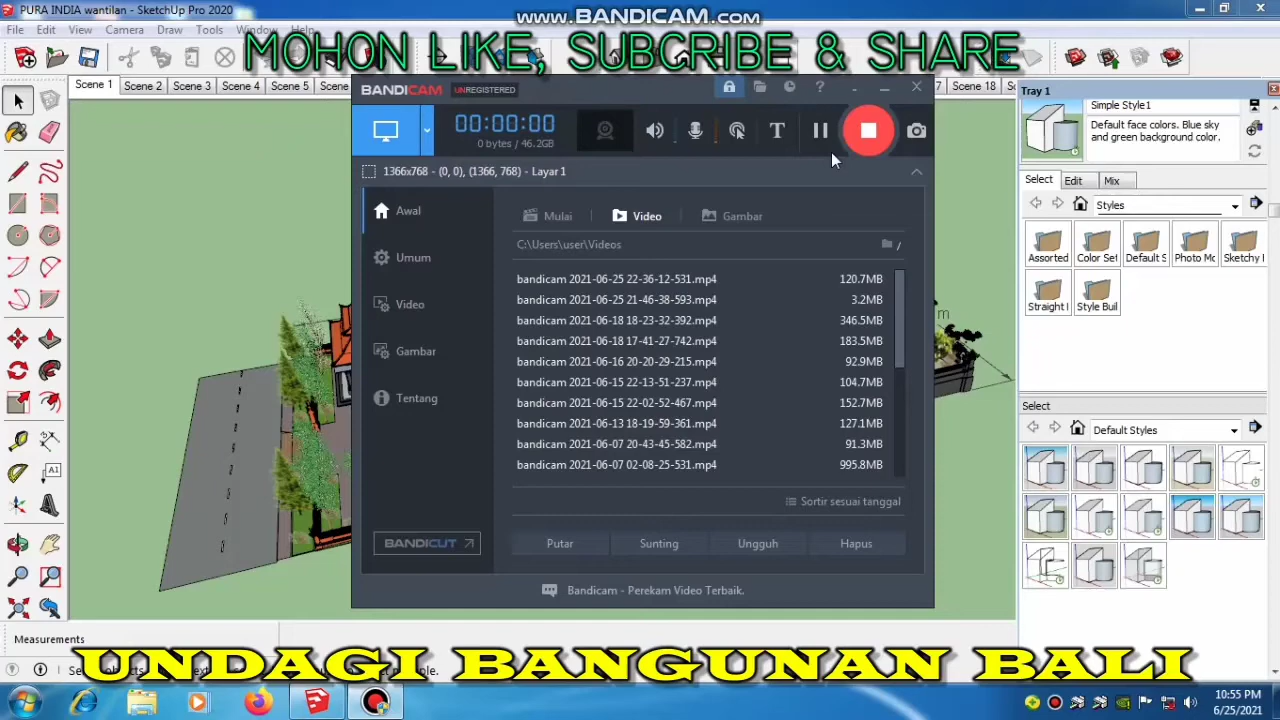 PURA INDIA wantilan - SketchUp Pro 2020
www.BANDICAM.com
File Edit View Camera Draw Tools Window Help
MOHON LIKE, SUBCRIBE & SHARE
Scene 1 Scene 2 Scene 3 Scene 4 Scene 5 Scene
7 Scene 18
Tray 1
Simple Style1
Default face colors. Blue sky and green background color.
Select Edit Mix
Styles
Assorted Color Set Default S Photo Mo Sketchy
Straight Style Buil
Select
Default Styles
BANDICAM UNREGISTERED
00:00:00
0 bytes / 46.2GB
1366x768 - (0, 0), (1366, 768) - Layar 1
Awal
Umum
Video
Gambar
Tentang
BANDICUT
Mulai Video Gambar
C:\Users\user\Videos
/
bandicam 2021-06-25 22-36-12-531.mp4 120.7MB
bandicam 2021-06-25 21-46-38-593.mp4 3.2MB
bandicam 2021-06-18 18-23-32-392.mp4 346.5MB
bandicam 2021-06-18 17-41-27-742.mp4 183.5MB
bandicam 2021-06-16 20-20-29-215.mp4 92.9MB
bandicam 2021-06-15 22-13-51-237.mp4 104.7MB
bandicam 2021-06-15 22-02-52-467.mp4 152.7MB
bandicam 2021-06-13 18-19-59-361.mp4 127.1MB
bandicam 2021-06-07 20-43-45-582.mp4 91.3MB
bandicam 2021-06-07 02-08-25-531.mp4 995.8MB
Sortir sesuai tanggal
Putar Sunting Ungguh Hapus
Bandicam - Perekam Video Terbaik.
m
Measurements
UNDAGI BANGUNAN BALI
10:55 PM
6/25/2021